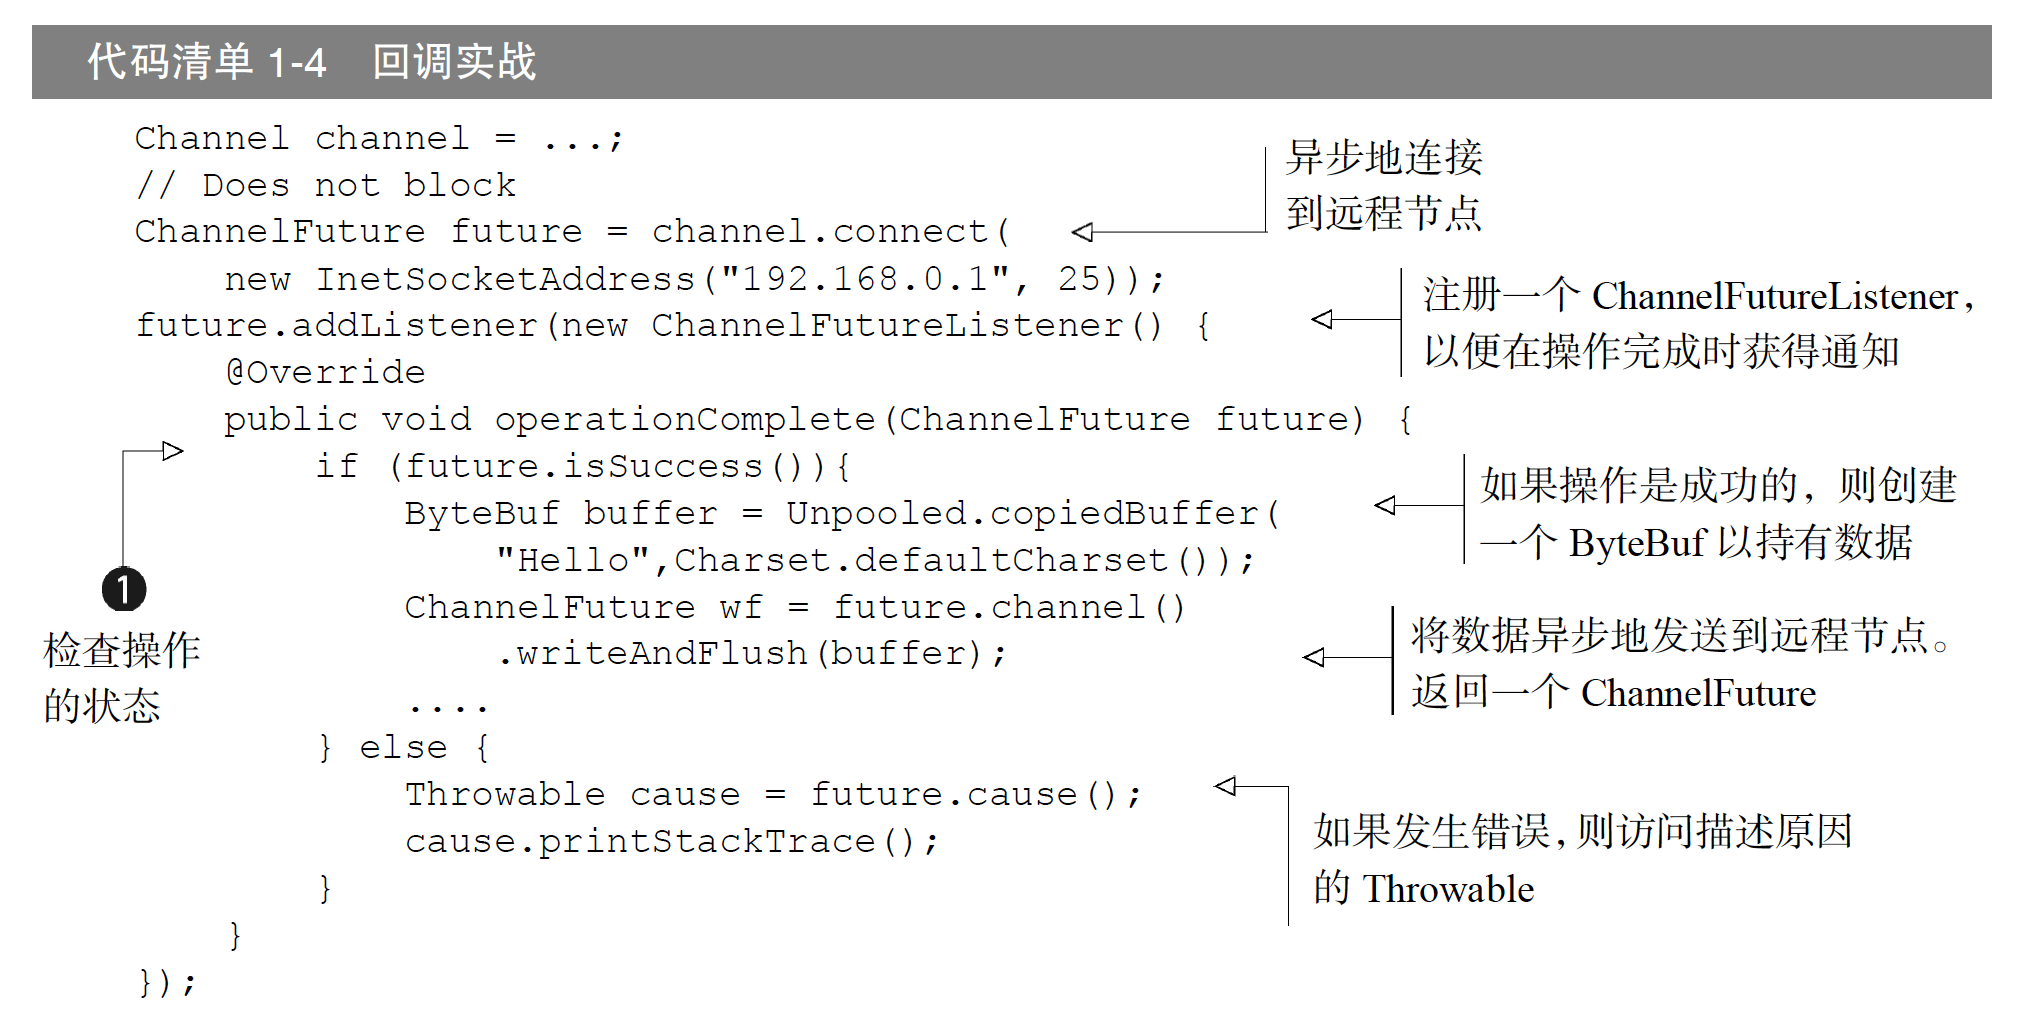 代码清单 1-4 回调实战
Channel channel = ...;
// Does not block
ChannelFuture future = channel.connect(
    new InetSocketAddress("192.168.0.1", 25));
future.addListener(new ChannelFutureListener() {
    @Override
    public void operationComplete(ChannelFuture future) {
        if (future.isSuccess()){
            ByteBuf buffer = Unpooled.copiedBuffer(
                "Hello",Charset.defaultCharset());
            ChannelFuture wf = future.channel()
                .writeAndFlush(buffer);
            ....
        } else {
            Throwable cause = future.cause();
            cause.printStackTrace();
        }
    }
});
异步地连接
到远程节点
注册一个 ChannelFutureListener，
以便在操作完成时获得通知
❶
检查操作
的状态
如果操作是成功的，则创建
一个 ByteBuf 以持有数据
将数据异步地发送到远程节点。
返回一个 ChannelFuture
如果发生错误，则访问描述原因
的 Throwable